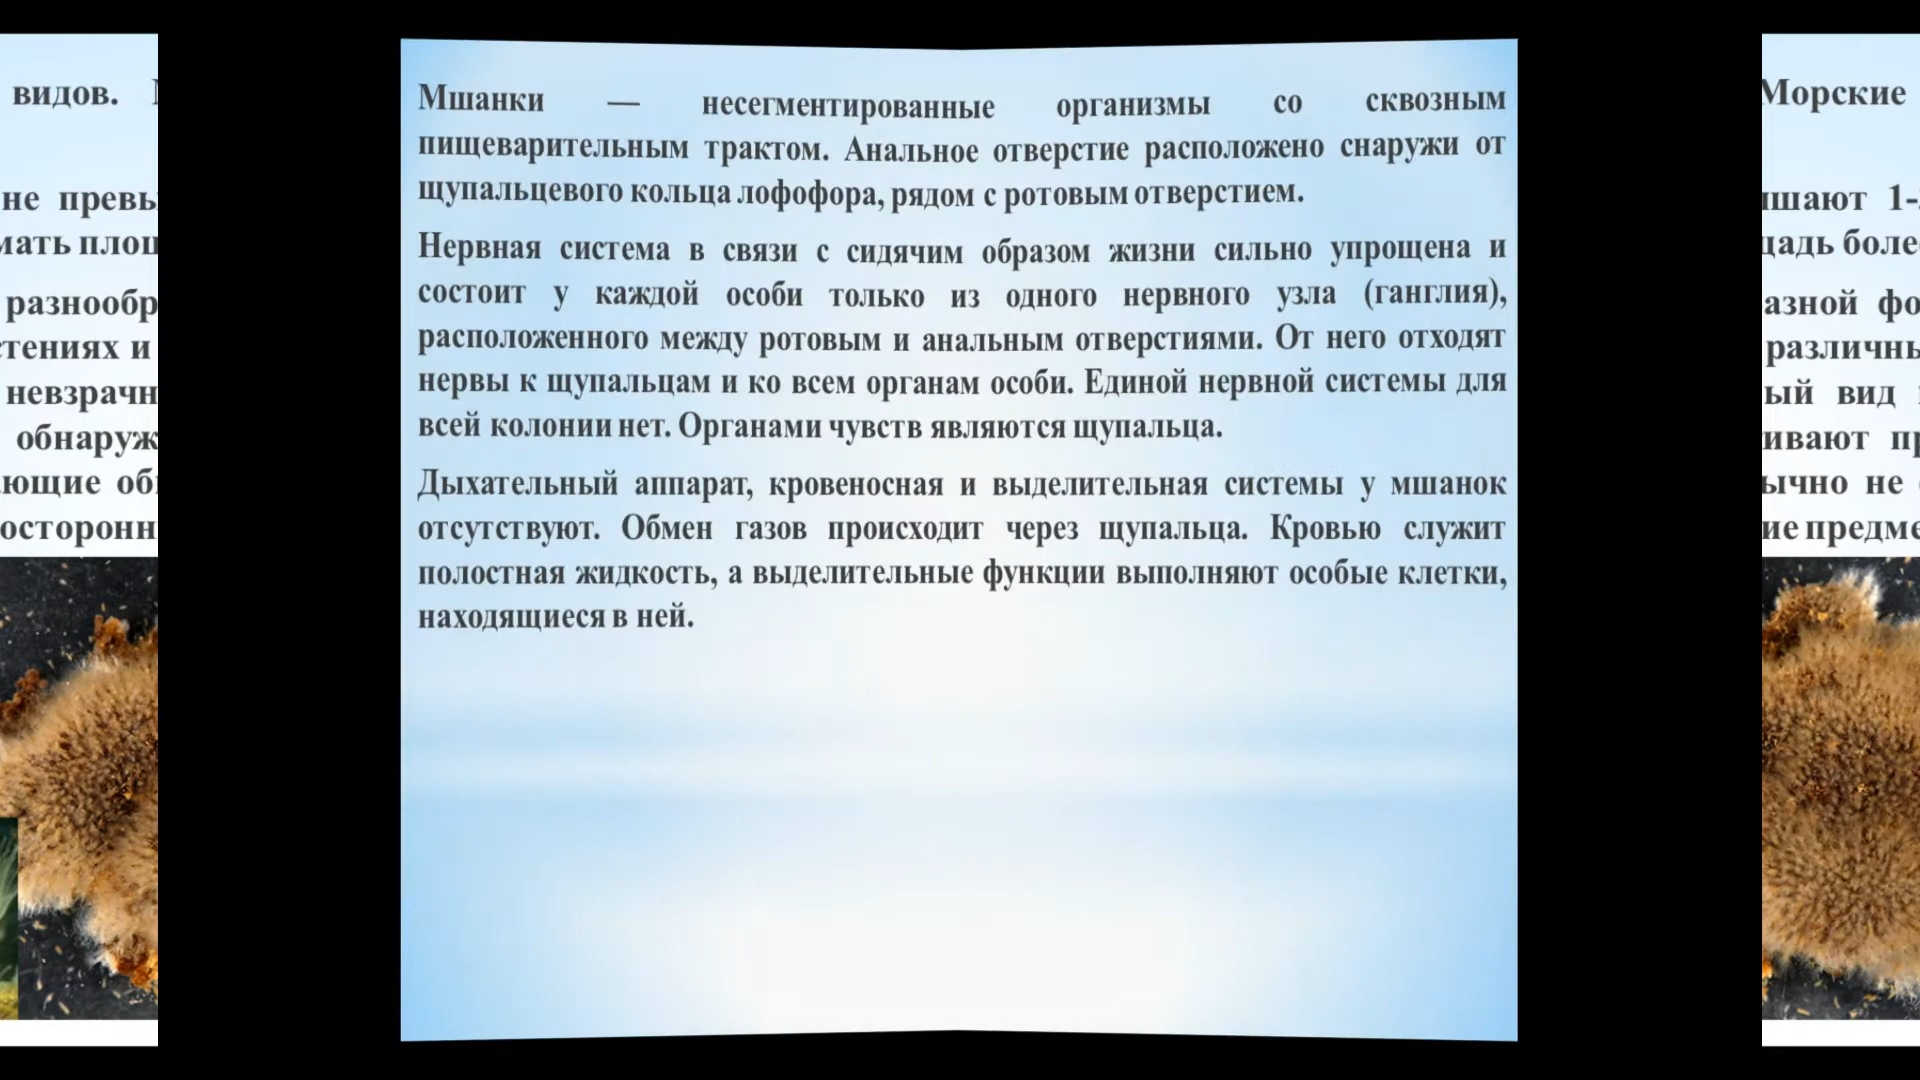 Мшанки — несегментированные организмы со сквозным
пищеварительным трактом. Анальное отверстие расположено снаружи от
щупальцевого кольца лофофора, рядом с ротовым отверстием.
Нервная система в связи с сидячим образом жизни сильно упрощена и
состоит у каждой особи только из одного нервного узла (ганглия),
расположенного между ротовым и анальным отверстиями. От него отходят
нервы к щупальцам и ко всем органам особи. Единой нервной системы для
всей колонии нет. Органами чувств являются щупальца.
Дыхательный аппарат, кровеносная и выделительная системы у мшанок
отсутствуют. Обмен газов происходит через щупальца. Кровью служит
полостная жидкость, а выделительные функции выполняют особые клетки,
находящиеся в ней.
видов.
не превы
мать площ
разнообр
стениях и
невзрачн
обнаруж
ающие об
посторонн
Морские
шают 1-
щадь боле
азной фо
различны
ый вид
ивают пр
ычно не
ие предме